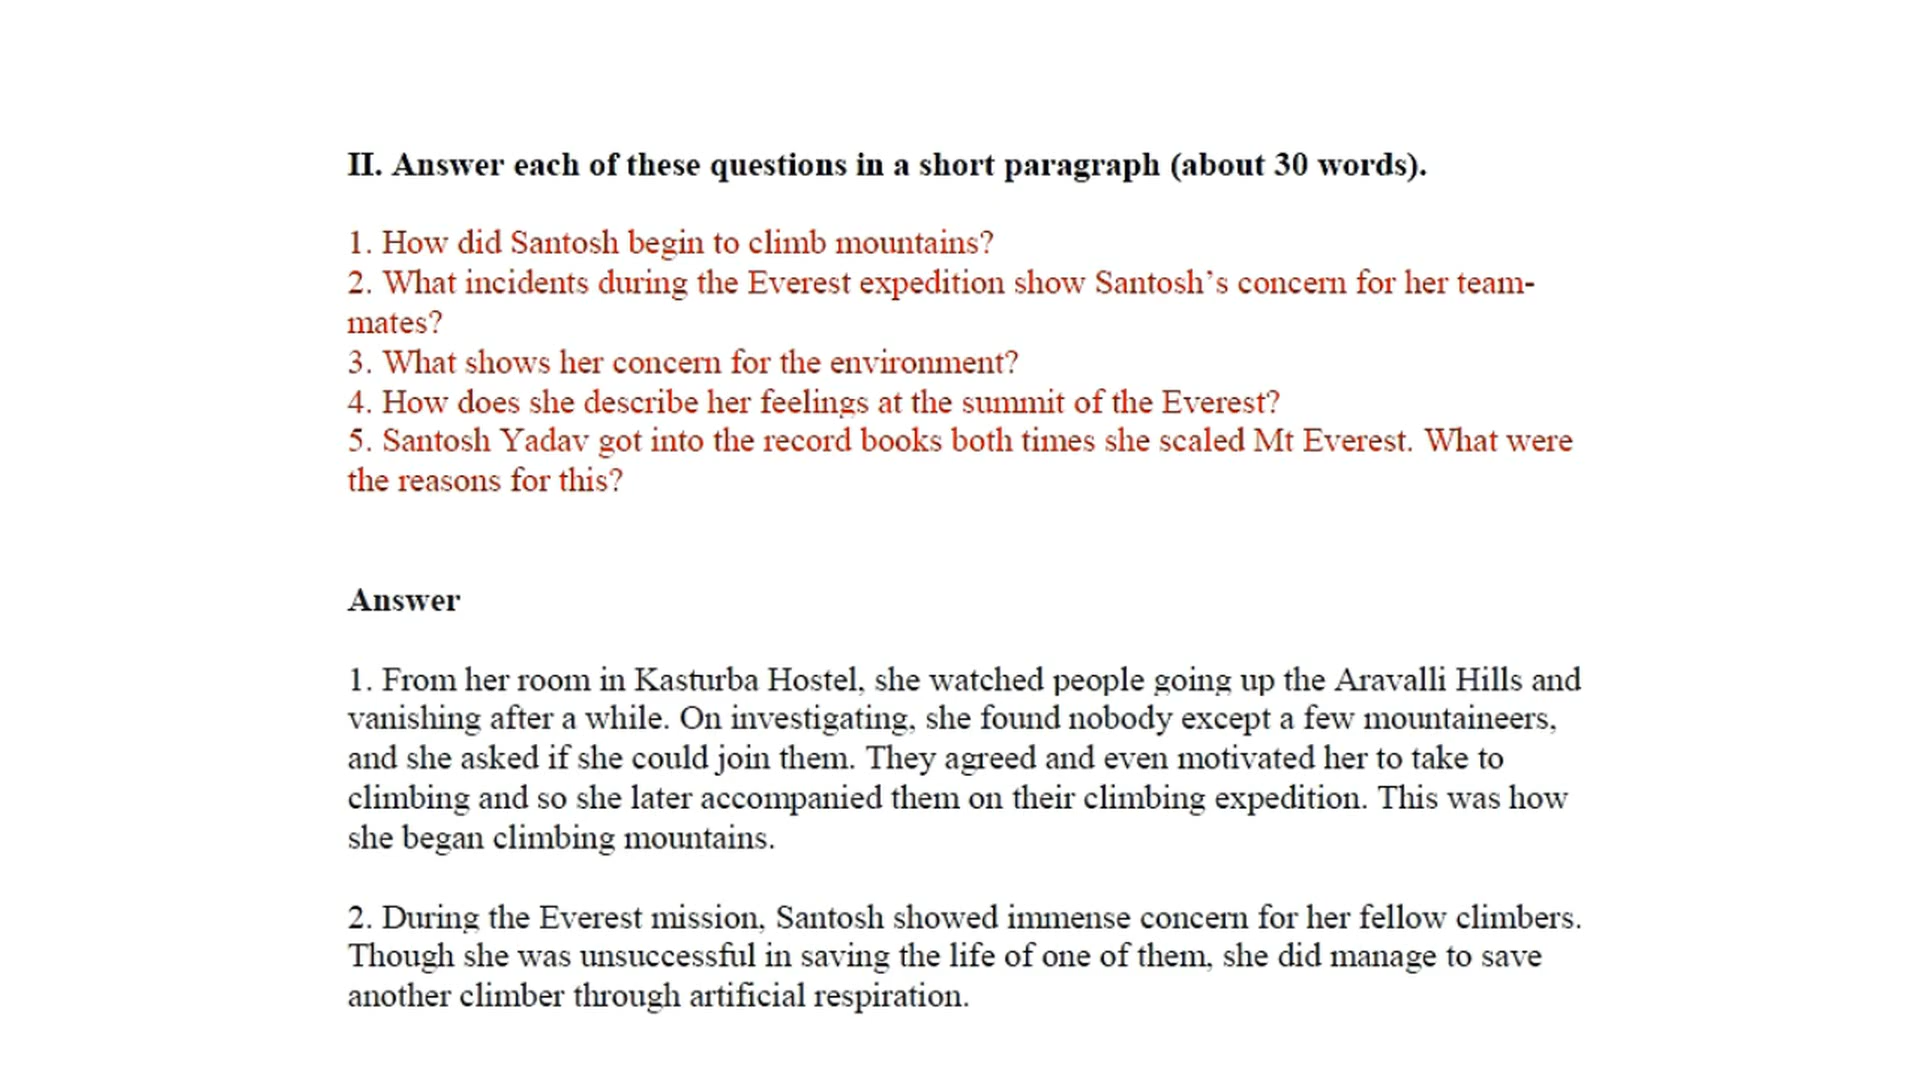 II. Answer each of these questions in a short paragraph (about 30 words).
1. How did Santosh begin to climb mountains?
2. What incidents during the Everest expedition show Santosh’s concern for her team-
mates?
3. What shows her concern for the environment?
4. How does she describe her feelings at the summit of the Everest?
5. Santosh Yadav got into the record books both times she scaled Mt Everest. What were
the reasons for this?
Answer
1. From her room in Kasturba Hostel, she watched people going up the Aravalli Hills and
vanishing after a while. On investigating, she found nobody except a few mountaineers,
and she asked if she could join them. They agreed and even motivated her to take to
climbing and so she later accompanied them on their climbing expedition. This was how
she began climbing mountains.
2. During the Everest mission, Santosh showed immense concern for her fellow climbers.
Though she was unsuccessful in saving the life of one of them, she did manage to save
another climber through artificial respiration.